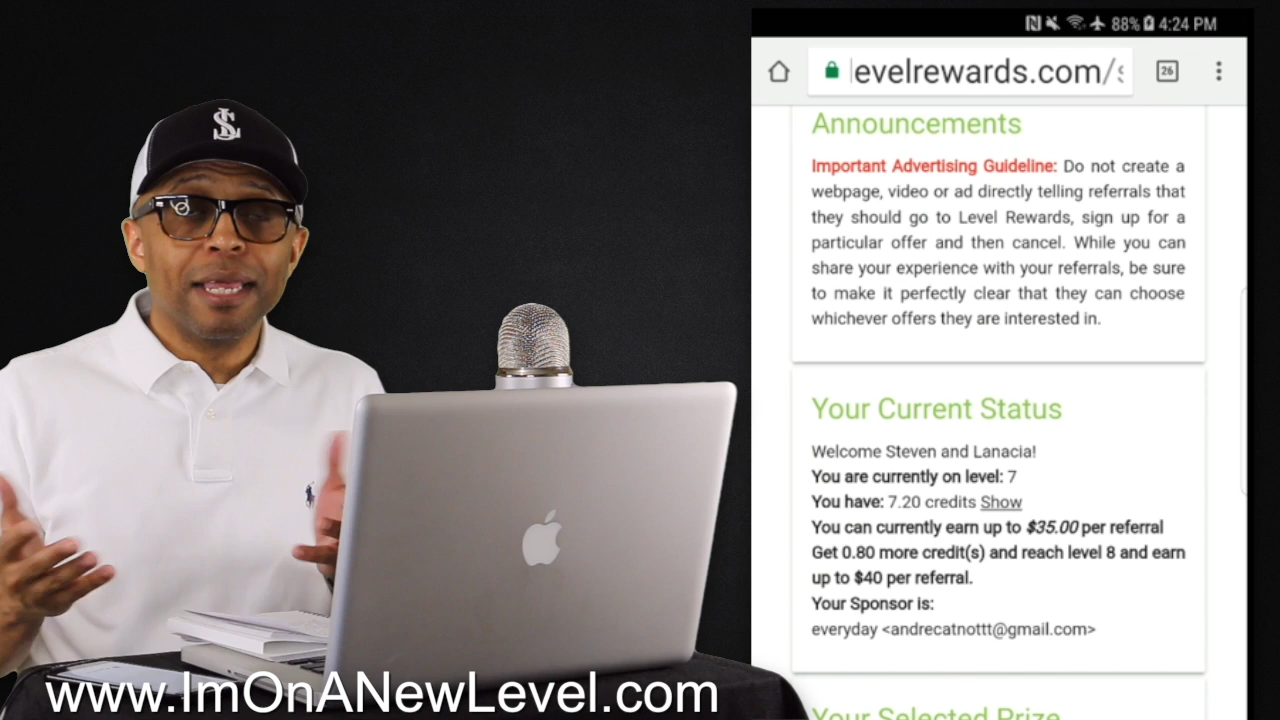 88% 4:24 PM
evelrewards.com/s
26
Announcements
Important Advertising Guideline: Do not create a
webpage, video or ad directly telling referrals that
they should go to Level Rewards, sign up for a
particular offer and then cancel. While you can
share your experience with your referrals, be sure
to make it perfectly clear that they can choose
whichever offers they are interested in.
Your Current Status
Welcome Steven and Lanacia!
You are currently on level: 7
You have: 7.20 credits Show
You can currently earn up to $35.00 per referral
Get 0.80 more credit(s) and reach level 8 and earn
up to $40 per referral.
Your Sponsor is:
everyday <andrecatnottt@gmail.com>
Your Selected Prize
www.ImOnANewLevel.com